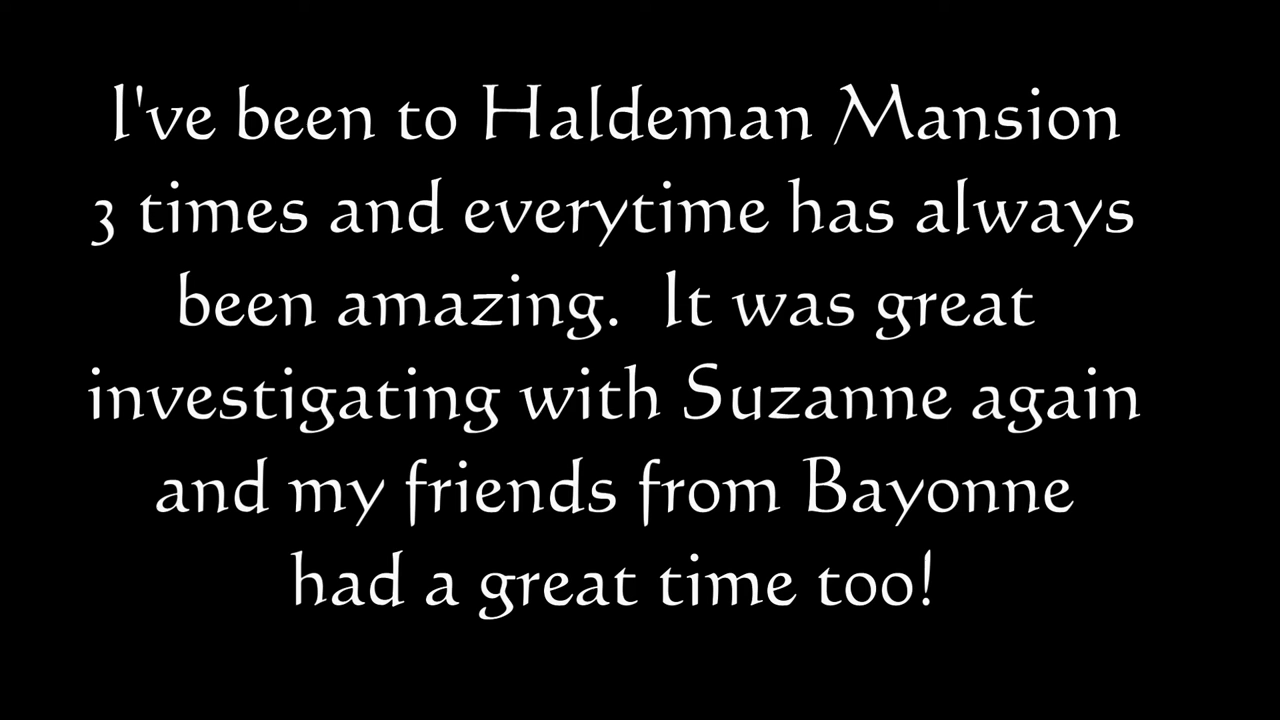 I've been to Haldeman Mansion
3 times and everytime has always
been amazing.  It was great
investigating with Suzanne again
and my friends from Bayonne
had a great time too!